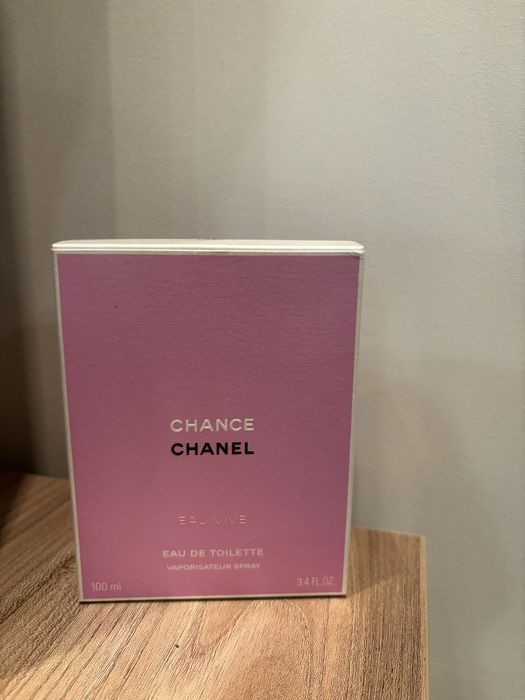 CHANCE
CHANEL
EAU VIVE
EAU DE TOILETTE
VAPORISATEUR SPRAY
100 ml
3.4 FL.OZ